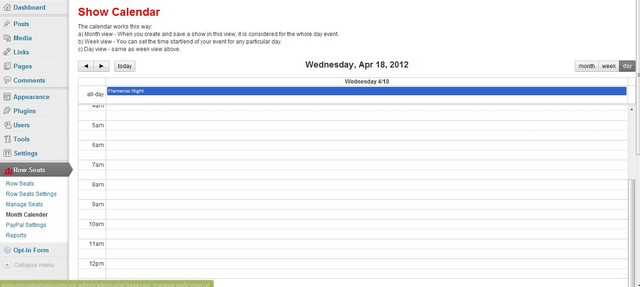 Dashboard
Posts
Media
Links
Pages
Comments
Appearance
Plugins
Users
Tools
Settings
Row Seats
Row Seats
Row Seats Settings
Manage Seats
Month Calender
PayPal Settings
Reports
Opt-In Form
Collapse menu
Show Calendar
The calendar works this way:
a) Month view - When you create and save a show in this view, it is considered for the whole day event.
b) Week view - You can set the time start/end of your event for any particular day.
c) Day view - same as week view above.
today
Wednesday, Apr 18, 2012
month week day
Wednesday 4/18
all-day
Flamenco Night
4am
5am
6am
7am
8am
9am
10am
11am
12pm